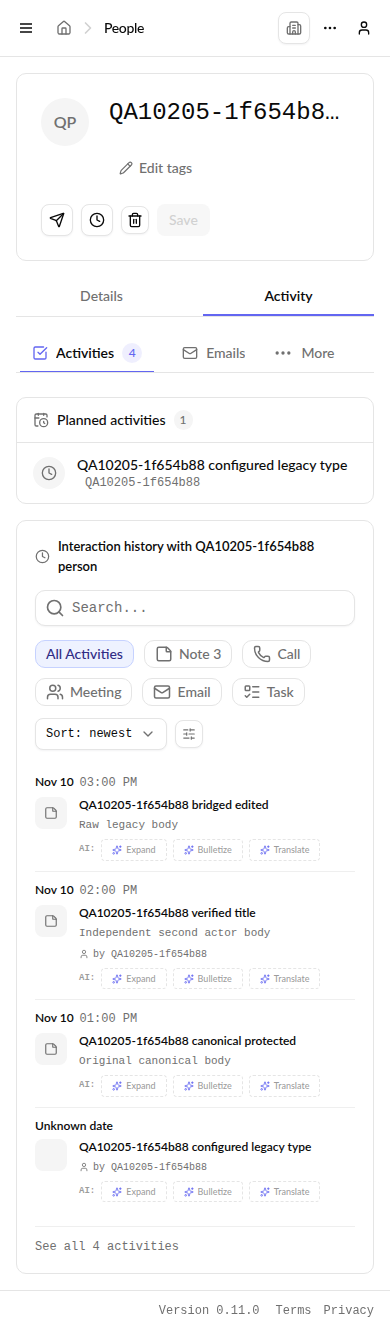 People
QP
QA10205-1f654b8…
Edit tags
Save
Details
Activity
Activities 4
Emails
More
Planned activities 1
QA10205-1f654b88 configured legacy type
QA10205-1f654b88
Interaction history with QA10205-1f654b88
person
Search...
All Activities
Note 3
Call
Meeting
Email
Task
Sort: newest
Nov 10 03:00 PM
QA10205-1f654b88 bridged edited
Raw legacy body
AI: Expand Bulletize Translate
Nov 10 02:00 PM
QA10205-1f654b88 verified title
Independent second actor body
by QA10205-1f654b88
AI: Expand Bulletize Translate
Nov 10 01:00 PM
QA10205-1f654b88 canonical protected
Original canonical body
AI: Expand Bulletize Translate
Unknown date
QA10205-1f654b88 configured legacy type
by QA10205-1f654b88
AI: Expand Bulletize Translate
See all 4 activities
Version 0.11.0 Terms Privacy